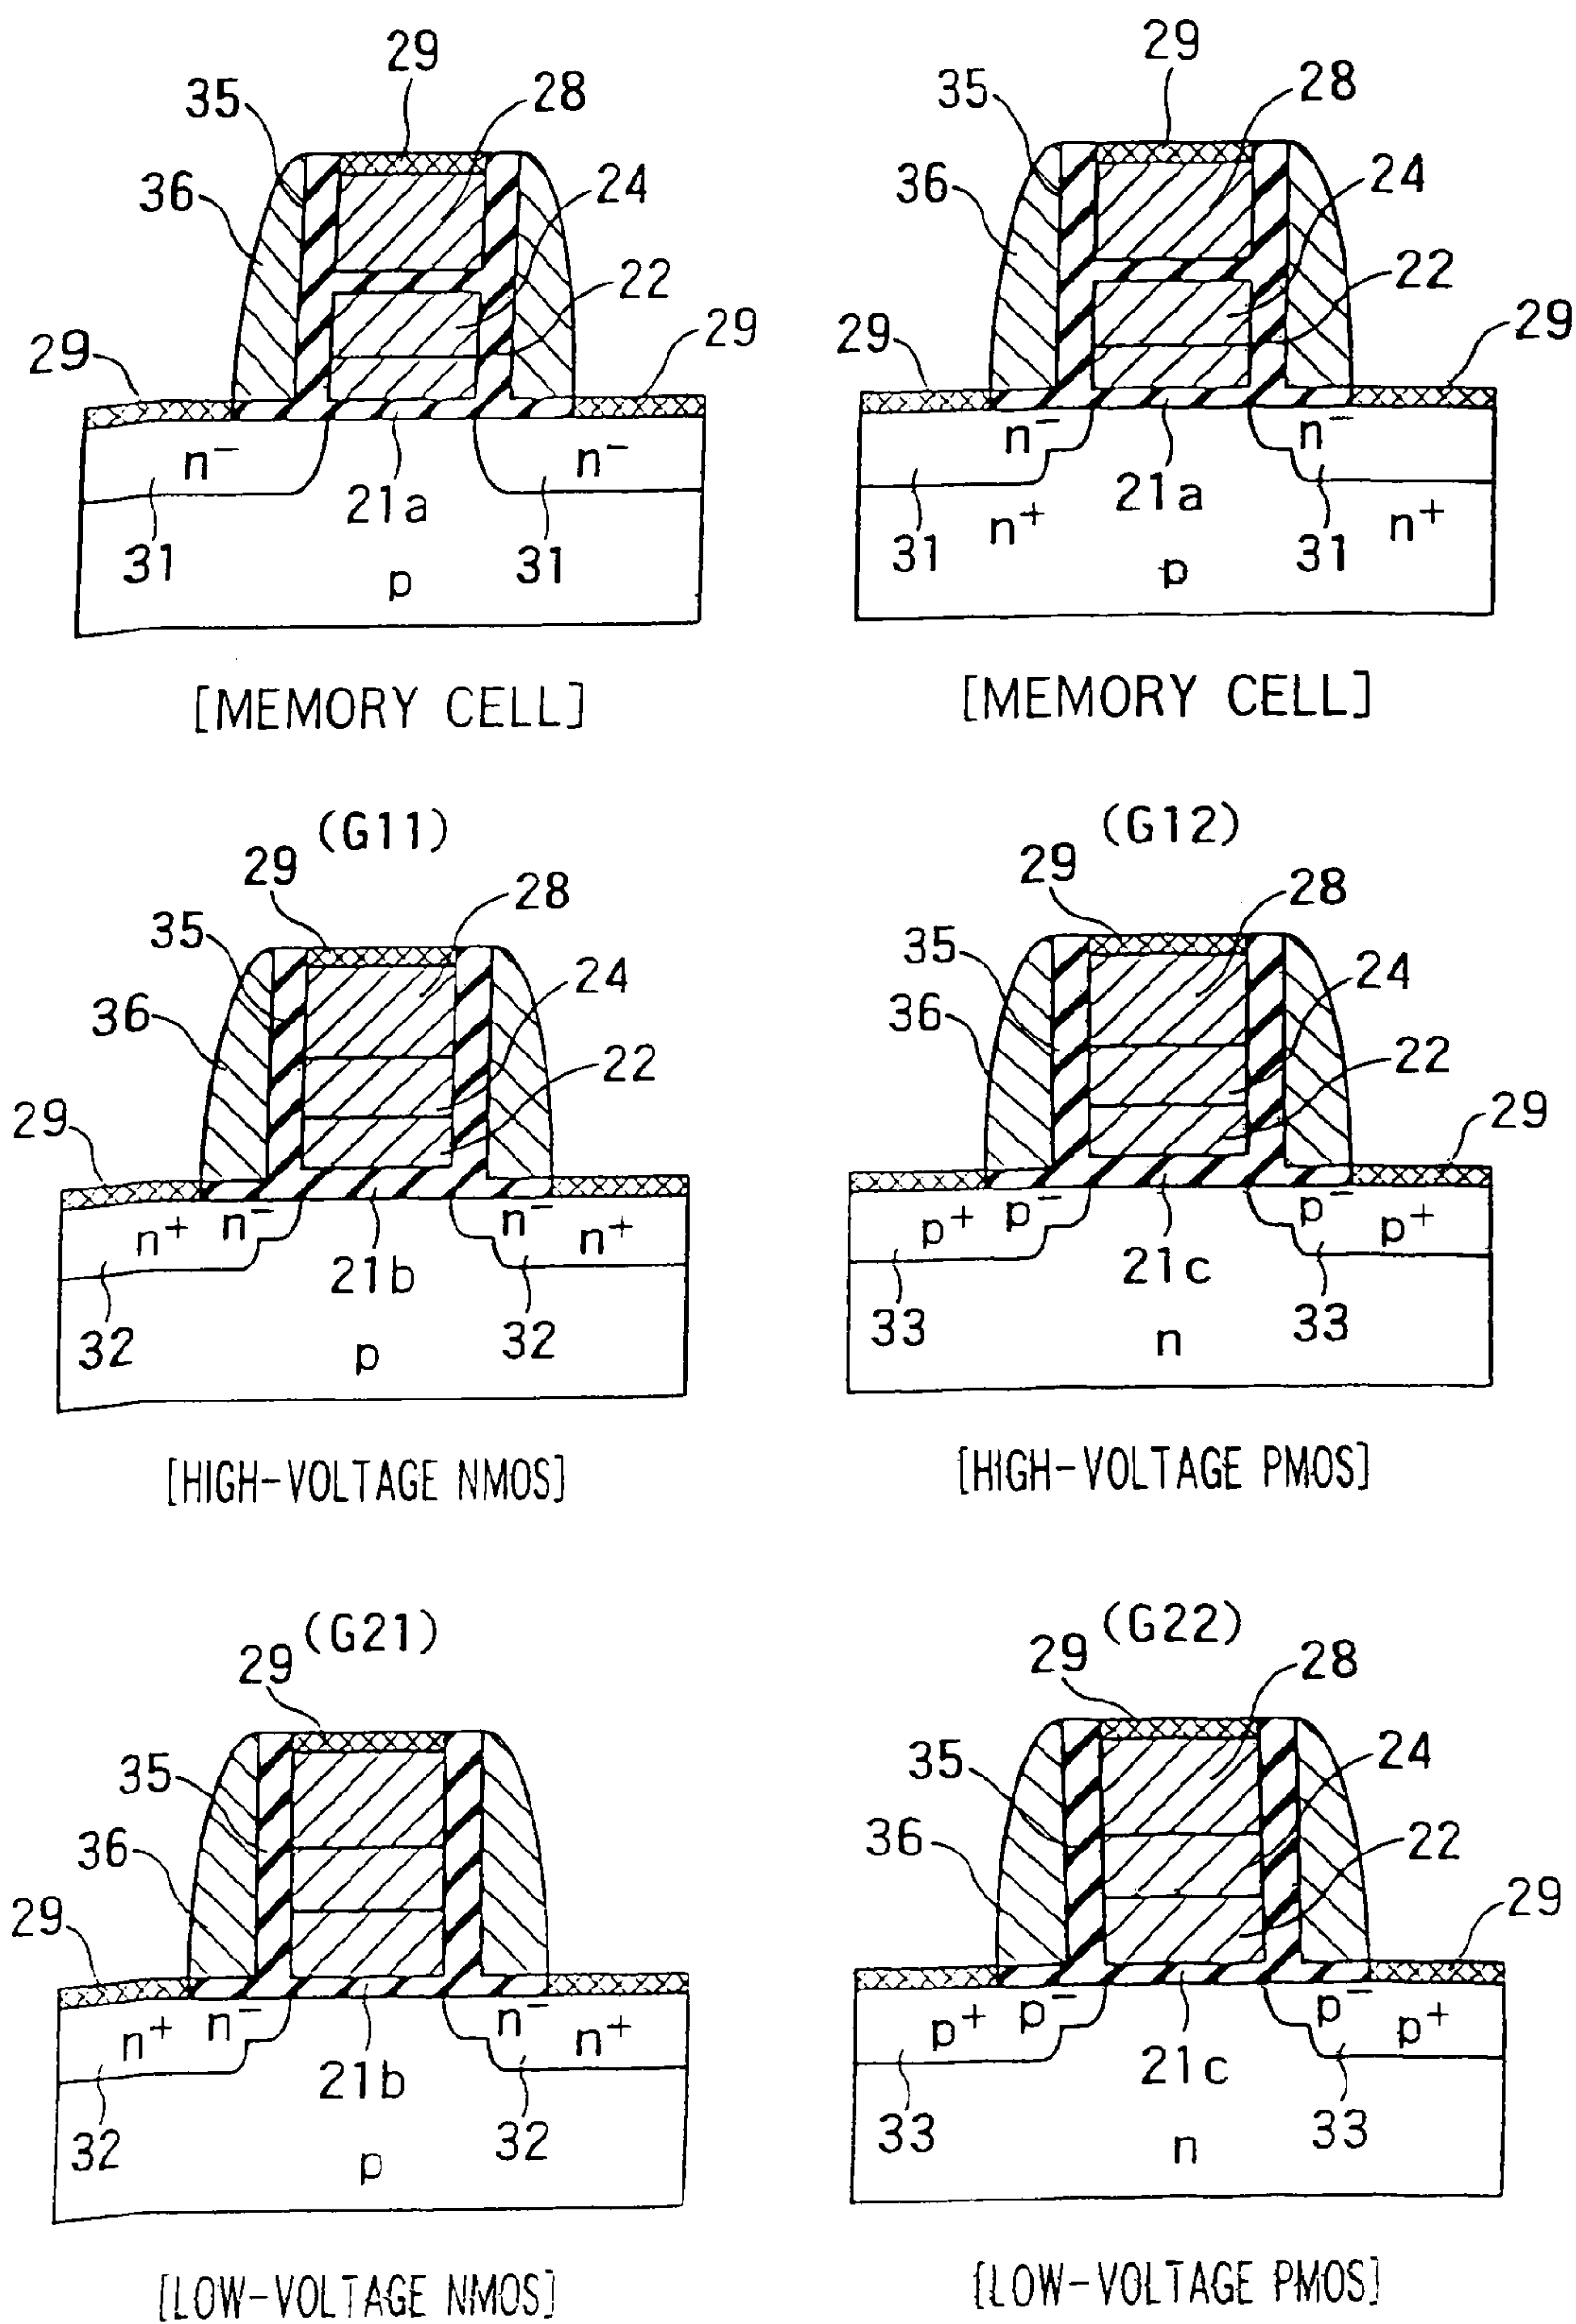 29
35
28
36
24
22
29
29
n⁻
n⁻
31
21a
31
p
[MEMORY CELL]
29
35
28
36
24
22
29
29
n⁻
n⁻
31
n⁺
21a
31
n⁺
p
[MEMORY CELL]
(G11)
29
28
35
24
36
22
29
n⁺
n⁻
n⁻
n⁺
21b
32
32
p
[HIGH-VOLTAGE NMOS]
(G12)
29
28
35
24
36
22
29
p⁺
p⁻
p⁻
p⁺
21c
33
33
n
[HIGH-VOLTAGE PMOS]
(G21)
29
35
36
29
n⁺
n⁻
n⁻
n⁺
21b
32
32
p
[LOW-VOLTAGE NMOS]
(G22)
29
28
35
24
36
22
29
p⁺
p⁻
p⁻
p⁺
21c
33
33
n
[LOW-VOLTAGE PMOS]